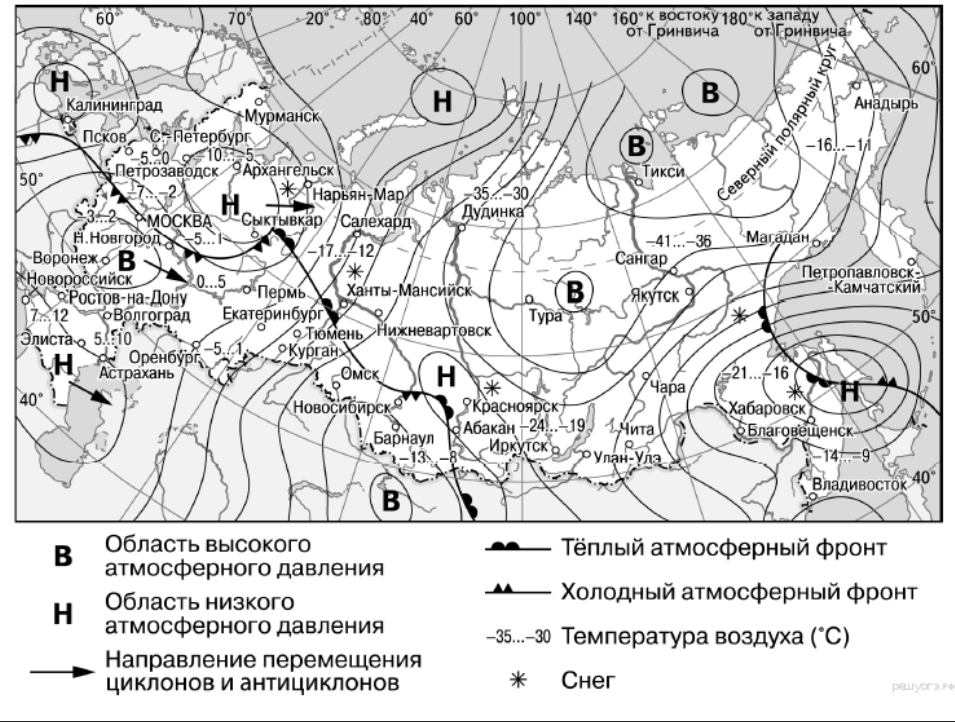 60° 70° 20° 80° 40° 60° 100° 140° 160° к востоку 180° к западу
от Гринвича от Гринвича
60°
Н
Калининград
Мурманск
Н
В
Северный полярный круг
Анадырь
Псков С.-Петербург
−5...0 −10...−5
Петрозаводск
Архангельск
В
Тикси
−16...−11
50°
−7...−2
Н
Нарьян-Мар
−35...−30
Дудинка
−3...2
МОСКВА
Сыктывкар
Салехард
Н.Новгород
−5...1
−17...−12
−41...−36
Магадан
Воронеж
В
Сангар
Новороссийск
0...5
Пермь
Ханты-Мансийск
В
Якутск
Петропавловск-
Камчатский
Ростов-на-Дону
7...12
Волгоград
Екатеринбург
Тура
50°
Элиста
5...10
Тюмень
Нижневартовск
Оренбург
−5...1
Курган
Н
Астрахань
Омск
Н
Чара
−21...−16
Н
40°
Новосибирск
Красноярск
Хабаровск
Абакан
−24...−19
Благовещенск
Барнаул
Иркутск
Чита
−13...−8
Улан-Удэ
−14...−9
40°
В
Владивосток
В Область высокого
атмосферного давления
Н Область низкого
атмосферного давления
Направление перемещения
циклонов и антициклонов
Тёплый атмосферный фронт
Холодный атмосферный фронт
−35...−30 Температура воздуха (°С)
Снег
решуогэ.рф